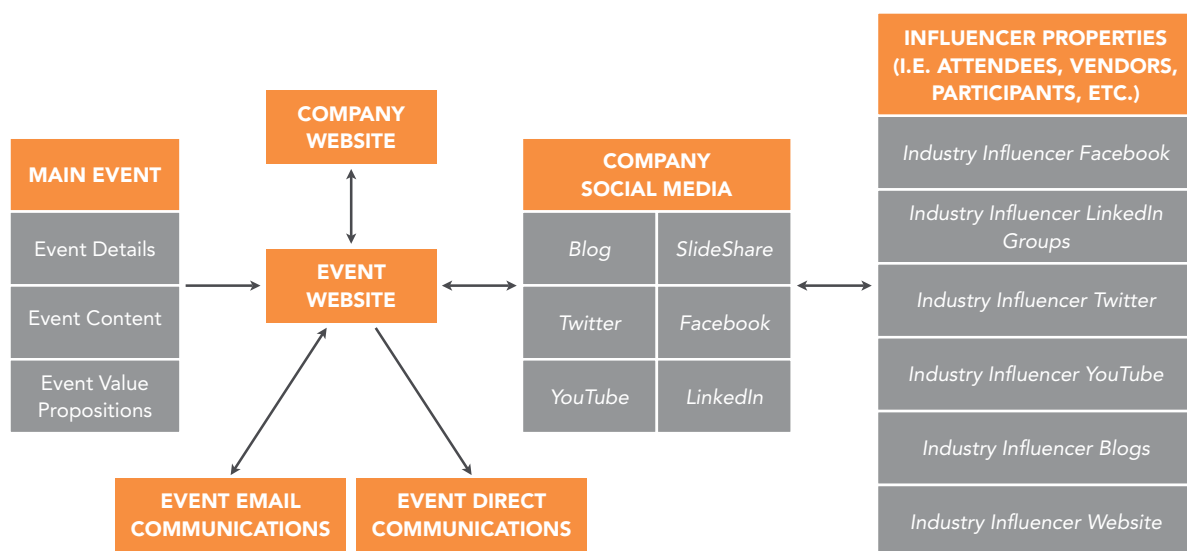 MAIN EVENT
Event Details
Event Content
Event Value
Propositions
COMPANY
WEBSITE
EVENT
WEBSITE
EVENT EMAIL
COMMUNICATIONS
EVENT DIRECT
COMMUNICATIONS
COMPANY
SOCIAL MEDIA
Blog
SlideShare
Twitter
Facebook
YouTube
LinkedIn
INFLUENCER PROPERTIES
(I.E. ATTENDEES, VENDORS,
PARTICIPANTS, ETC.)
Industry Influencer Facebook
Industry Influencer LinkedIn
Groups
Industry Influencer Twitter
Industry Influencer YouTube
Industry Influencer Blogs
Industry Influencer Website